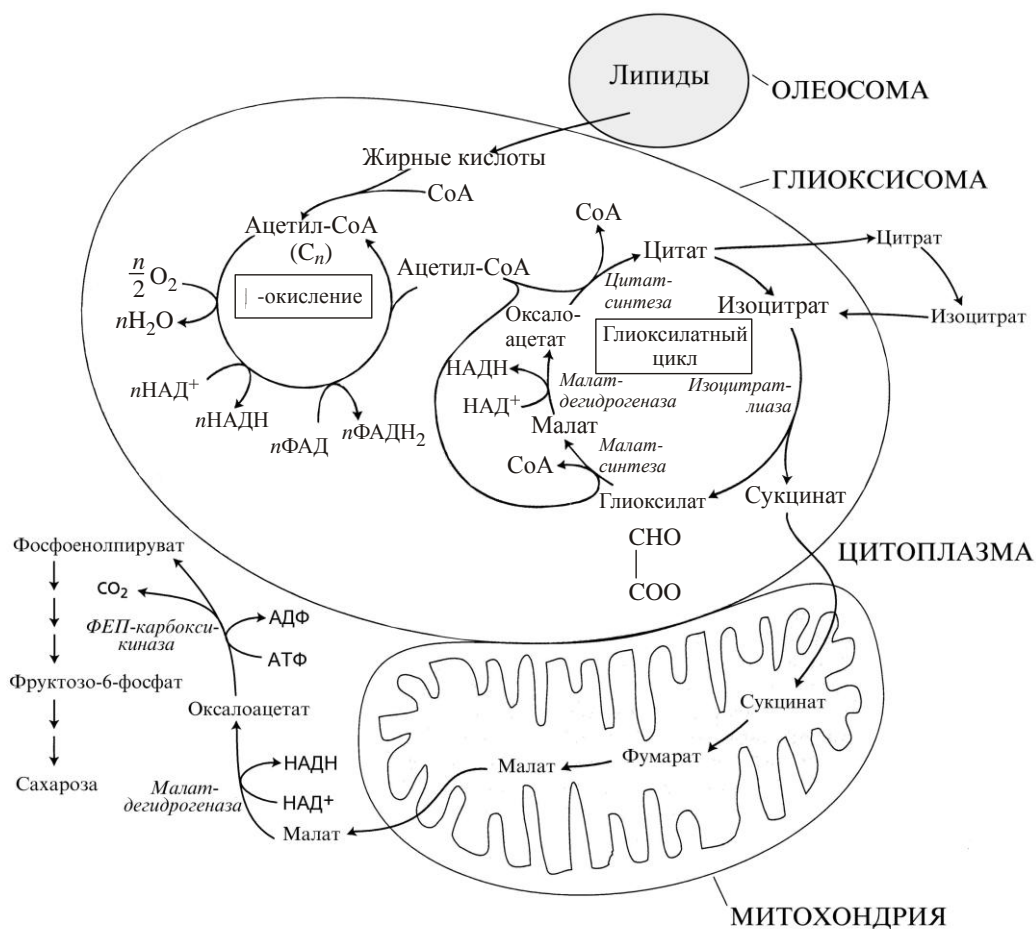 Липиды
ОЛЕОСОМА
Жирные кислоты
ГЛИОКСИСОМА
CoA
CoA
Ацетил-CoA
(Cn)
Ацетил-CoA
Цитат
Цитрат
n/2 O2
-окисление
Цитат-
синтеза
Изоцитрат
Изоцитрат
nH2O
Оксало-
ацетат
Глиоксилатный
цикл
НАДН
Малат-
дегидрогеназа
Изоцитрат-
лиаза
nНАД+
НАД+
nНАДН
nФАД
nФАДН2
Малат
Малат-
синтеза
CoA
Глиоксилат
Сукцинат
CHO
COO
ЦИТОПЛАЗМА
Фосфоенолпируват
CO2
АДФ
ФЕП-карбокси-
киназа
АТФ
Фруктозо-6-фосфат
Оксалоацетат
Сукцинат
Фумарат
Малат
НАДН
Сахароза
Малат-
дегидрогеназа
НАД+
Малат
МИТОХОНДРИЯ